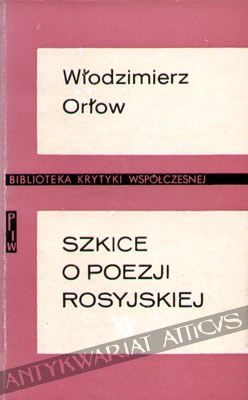 Włodzimierz
Orłow
BIBLIOTEKA KRYTYKI WSPÓŁCZESNEJ
PIW
SZKICE
O POEZJI
ROSYJSKIEJ
ANTYKWARIAT ATTICVS